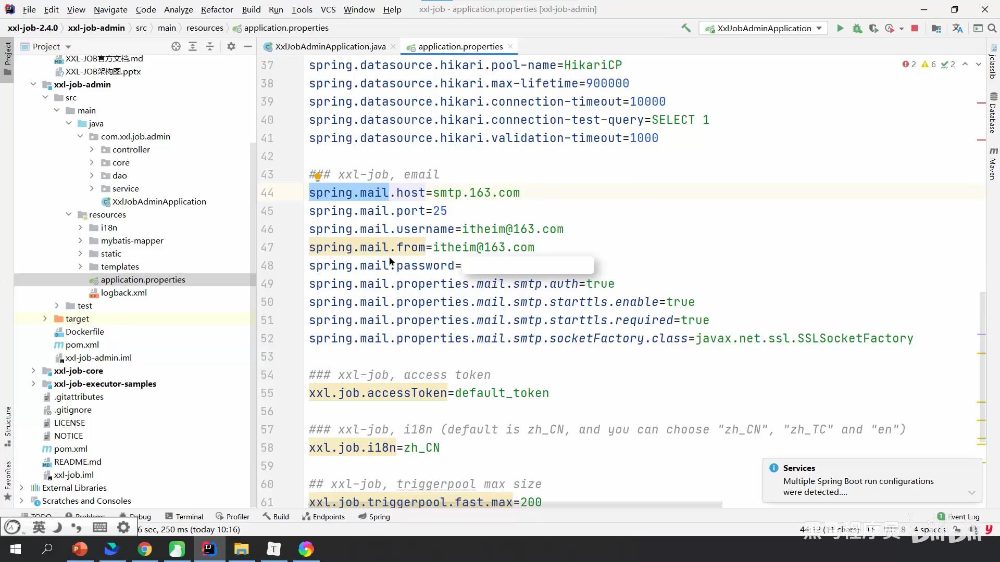 File Edit View Navigate Code Analyze Refactor Build Run Tools VCS Window Help xxl-job - application.properties [xxl-job-admin]
xxl-job-2.4.0 xxl-job-admin src main resources application.properties XxlJobAdminApplication
Project
XxlJobAdminApplication.java application.properties
Project
XXL-JOB官方文档.md
XXL-JOB架构图.pptx
xxl-job-admin
src
main
java
com.xxl.job.admin
controller
core
dao
service
XxlJobAdminApplication
resources
i18n
mybatis-mapper
static
templates
application.properties
logback.xml
test
target
Dockerfile
pom.xml
xxl-job-admin.iml
xxl-job-core
xxl-job-executor-samples
.gitattributes
.gitignore
LICENSE
NOTICE
pom.xml
README.md
xxl-job.iml
External Libraries
Scratches and Consoles
Structure
Favorites
2 6 2
37 spring.datasource.hikari.pool-name=HikariCP
38 spring.datasource.hikari.max-lifetime=900000
39 spring.datasource.hikari.connection-timeout=10000
40 spring.datasource.hikari.connection-test-query=SELECT 1
41 spring.datasource.hikari.validation-timeout=1000
42
43 ### xxl-job, email
44 spring.mail.host=smtp.163.com
45 spring.mail.port=25
46 spring.mail.username=itheim@163.com
47 spring.mail.from=itheim@163.com
48 spring.mail.password=
49 spring.mail.properties.mail.smtp.auth=true
50 spring.mail.properties.mail.smtp.starttls.enable=true
51 spring.mail.properties.mail.smtp.starttls.required=true
52 spring.mail.properties.mail.smtp.socketFactory.class=javax.net.ssl.SSLSocketFactory
53
54 ### xxl-job, access token
55 xxl.job.accessToken=default_token
56
57 ### xxl-job, i18n (default is zh_CN, and you can choose "zh_CN", "zh_TC" and "en")
58 xxl.job.i18n=zh_CN
59
60 ## xxl-job, triggerpool max size
61 xxl.job.triggerpool.fast.max=200
jclasslib
Database
Maven
Services
Multiple Spring Boot run configurations
were detected....
TODO Problems Debug Terminal Profiler Build Endpoints Spring 1 Event Log
英
6 sec, 250 ms (today 10:16) 44:12 (11 chars) LF UTF-8 4 spaces
黑马程序员 bilibili